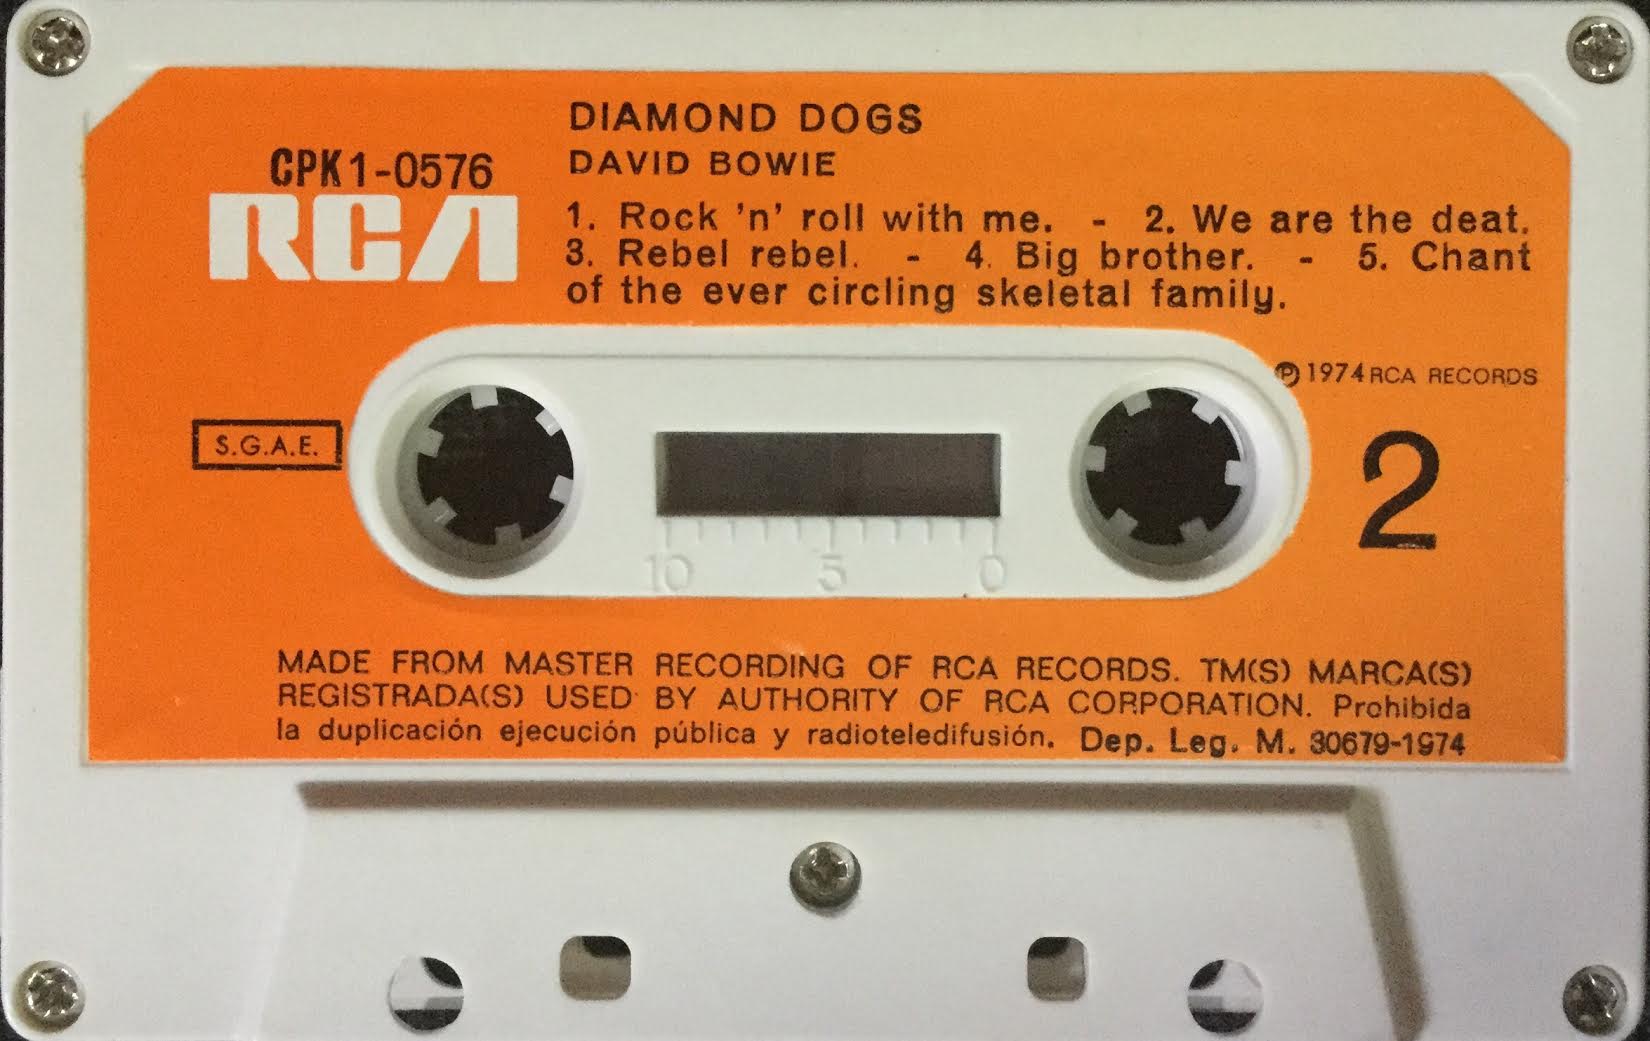 DIAMOND DOGS
CPK1-0576
DAVID BOWIE
RCA
1. Rock 'n' roll with me. - 2. We are the deat.
3. Rebel rebel. - 4. Big brother. - 5. Chant
of the ever circling skeletal family.
Ⓟ 1974 RCA RECORDS
S.G.A.E.
2
10 5 0
MADE FROM MASTER RECORDING OF RCA RECORDS. TM(S) MARCA(S)
REGISTRADA(S) USED BY AUTHORITY OF RCA CORPORATION. Prohibida
la duplicación ejecución pública y radioteledifusión. Dep. Leg. M. 30679-1974